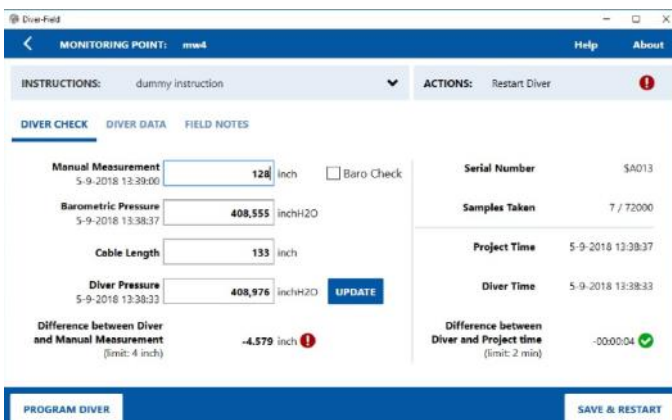 Diver-Field
MONITORING POINT: mw4
Help About
INSTRUCTIONS: dummy instruction
ACTIONS: Restart Diver
DIVER CHECK DIVER DATA FIELD NOTES
Manual Measurement
5-9-2018 13:39:00
128 inch
Baro Check
Barometric Pressure
5-9-2018 13:38:37
408,555 inchH2O
Cable Length
133 inch
Diver Pressure
5-9-2018 13:38:33
408,976 inchH2O
UPDATE
Difference between Diver
and Manual Measurement
(limit: 4 inch)
-4.579 inch
Serial Number
SA013
Samples Taken
7 / 72000
Project Time
5-9-2018 13:38:37
Diver Time
5-9-2018 13:38:33
Difference between
Diver and Project time
(limit: 2 min)
-00:00:04
PROGRAM DIVER
SAVE & RESTART